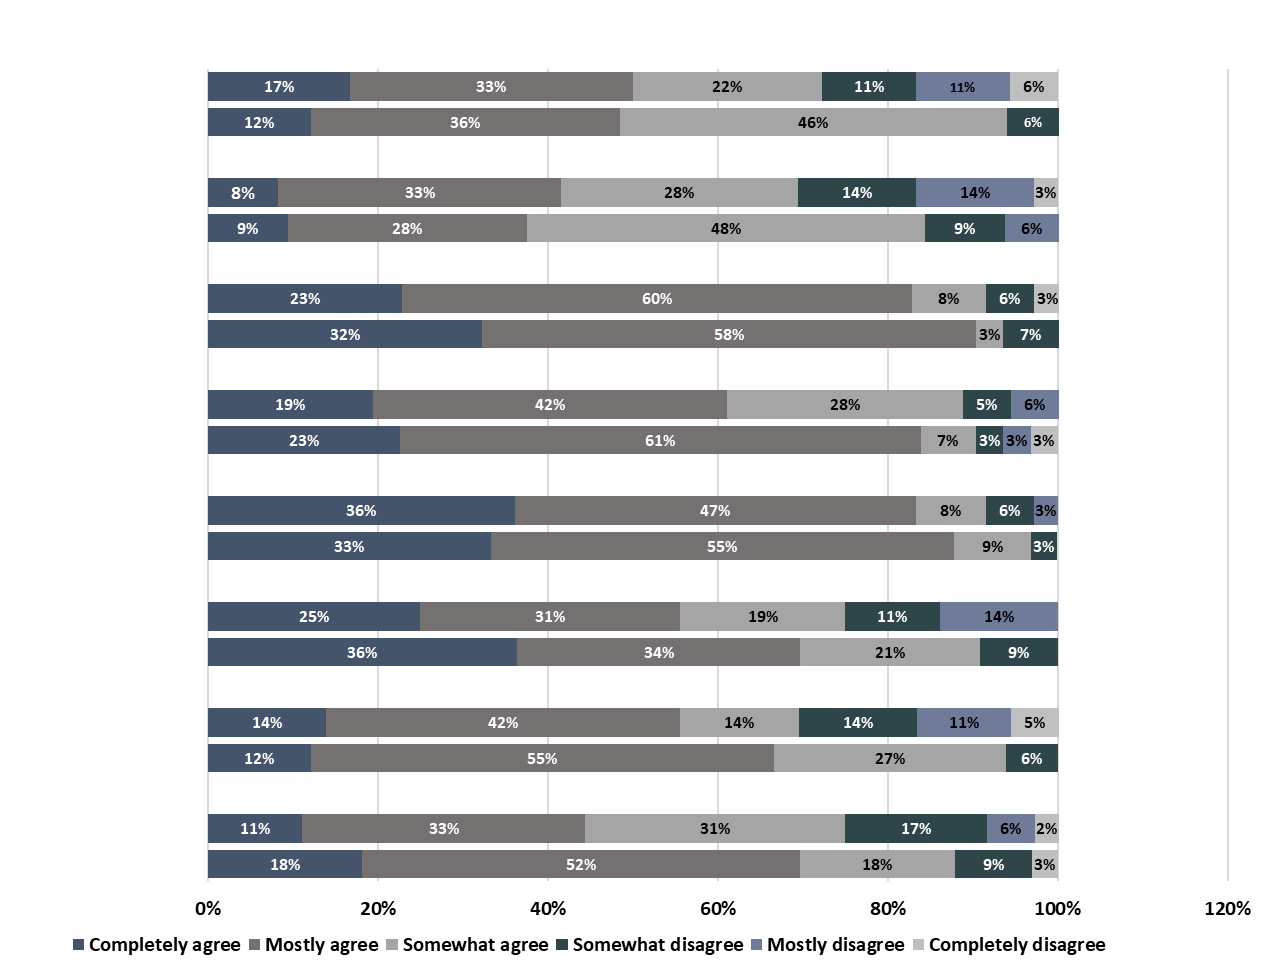 17% 33% 22% 11% 11% 6%
12% 36% 46% 6%
8% 33% 28% 14% 14% 3%
9% 28% 48% 9% 6%
23% 60% 8% 6% 3%
32% 58% 3% 7%
19% 42% 28% 5% 6%
23% 61% 7% 3% 3% 3%
36% 47% 8% 6% 3%
33% 55% 9% 3%
25% 31% 19% 11% 14%
36% 34% 21% 9%
14% 42% 14% 14% 11% 5%
12% 55% 27% 6%
11% 33% 31% 17% 6% 2%
18% 52% 18% 9% 3%
0% 20% 40% 60% 80% 100% 120%
Completely agree Mostly agree Somewhat agree Somewhat disagree Mostly disagree Completely disagree